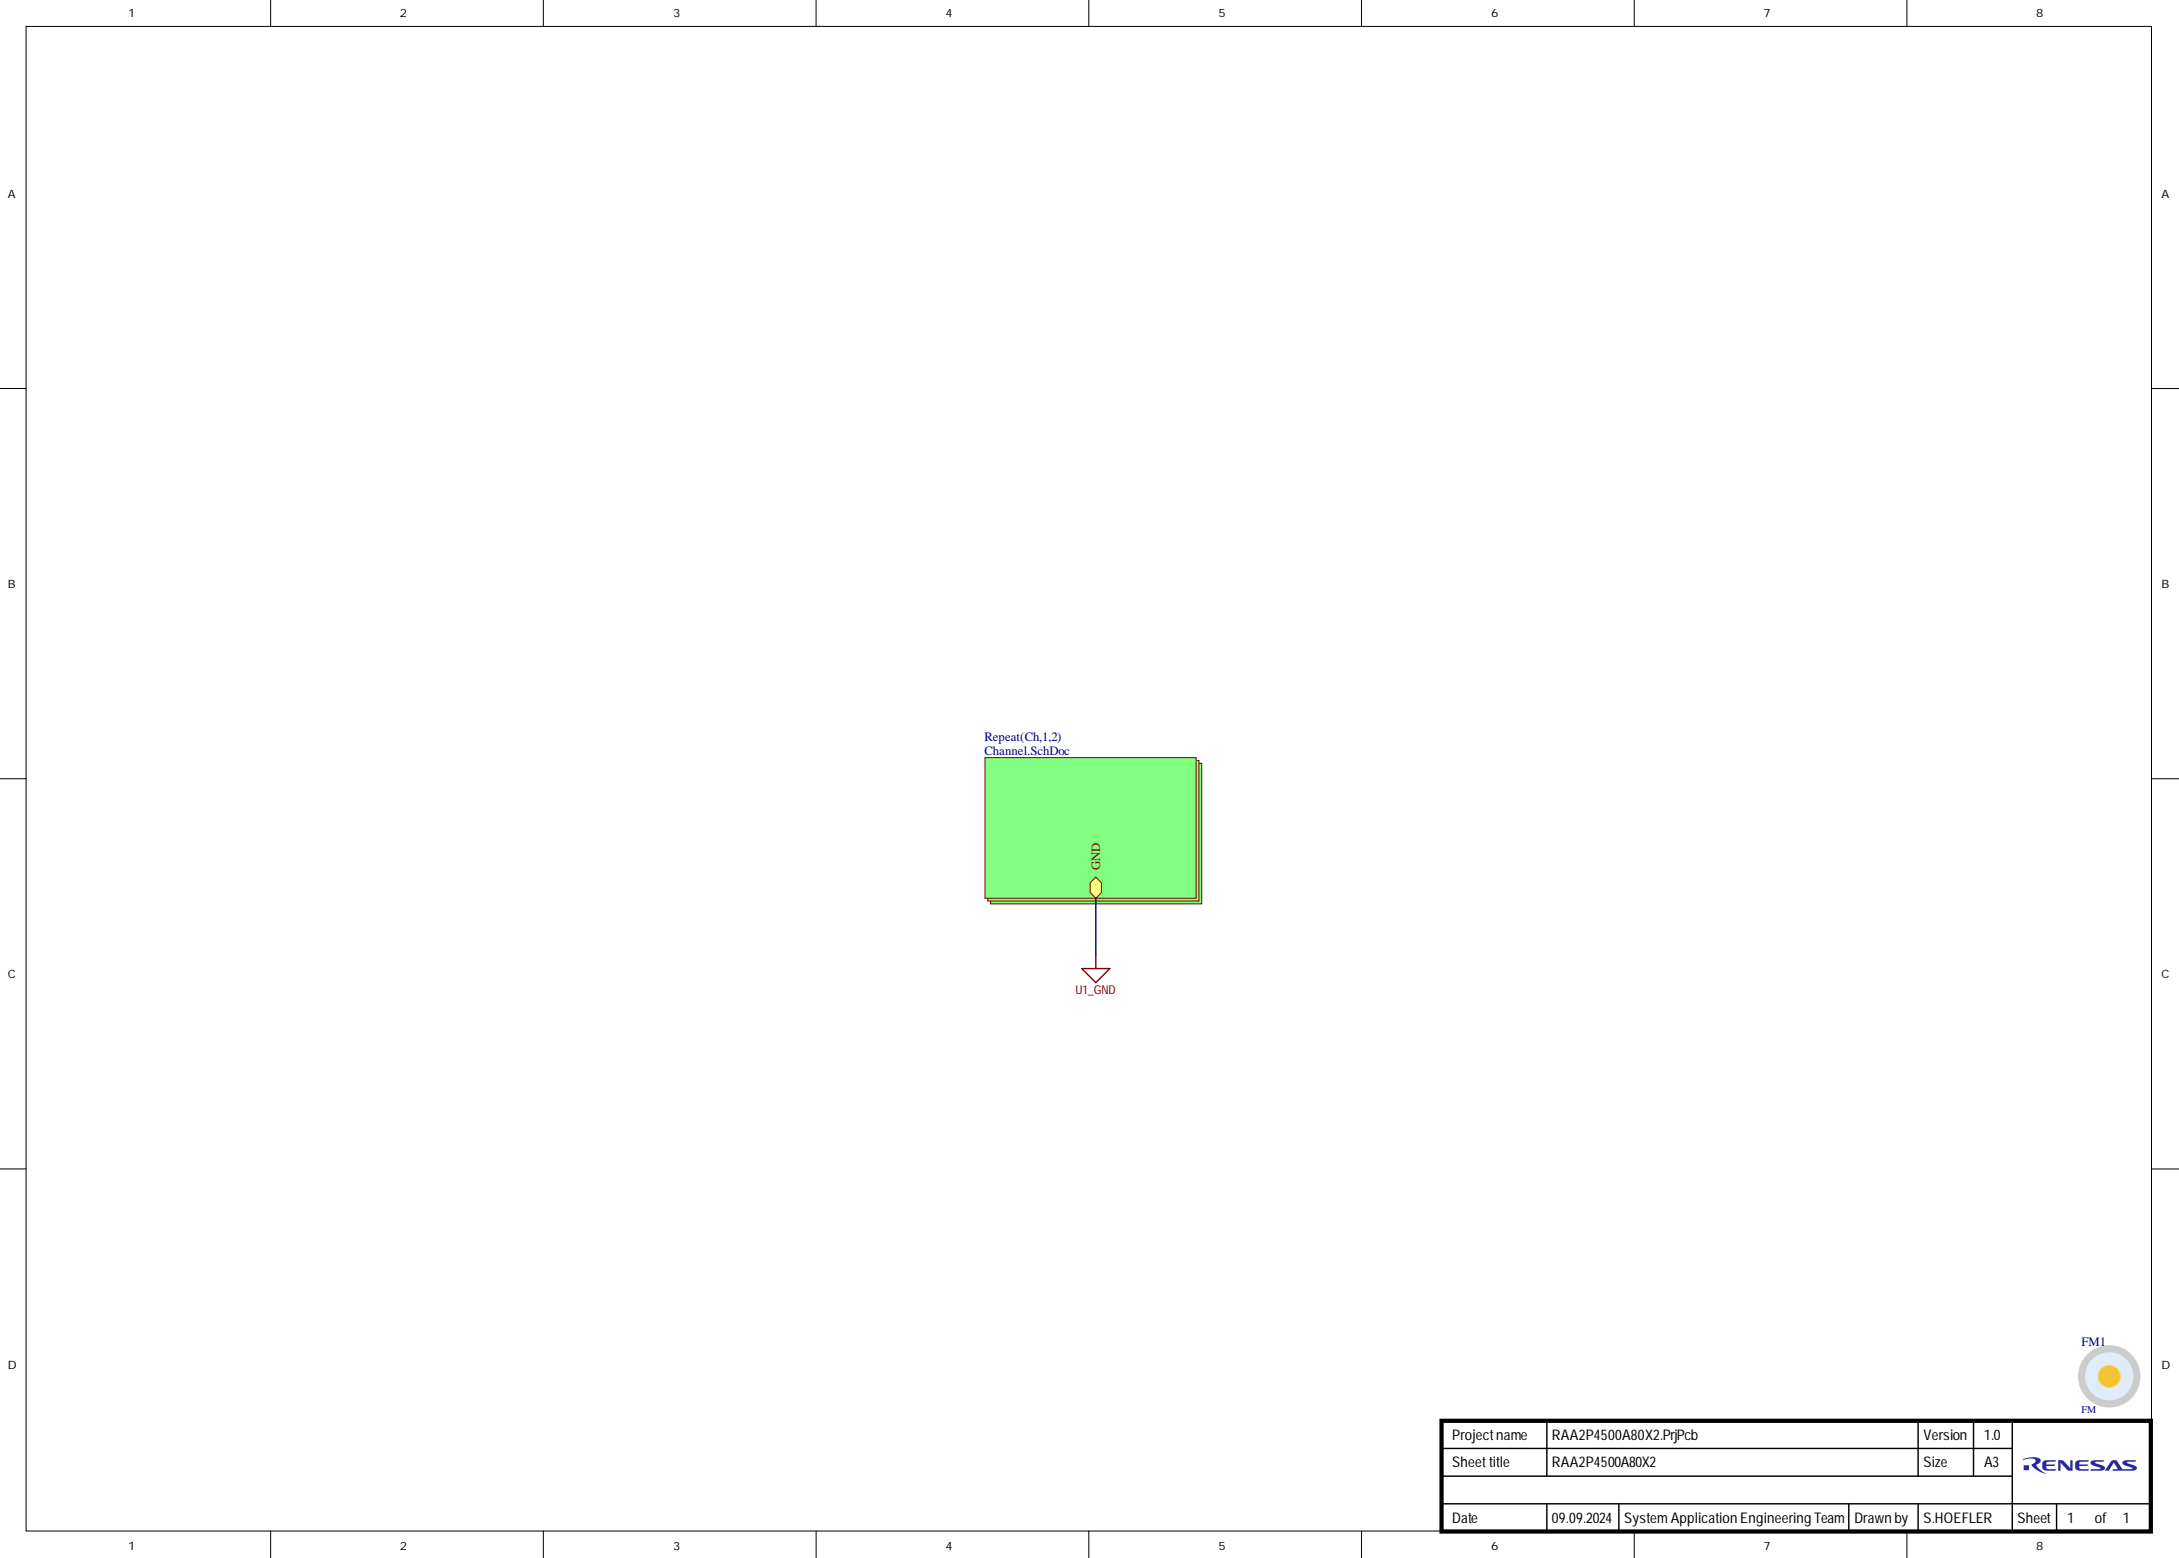 1 2 3 4 5 6 7 8
A A
B B
Repeat(Ch,1,2)
Channel.SchDoc
GND
U1_GND
C C
FM1
D D
FM
Project name RAA2P4500A80X2.PrjPcb Version 1.0
Sheet title RAA2P4500A80X2 Size A3
RENESAS
Date 09.09.2024 System Application Engineering Team Drawn by S.HOEFLER Sheet 1 of 1
1 2 3 4 5 6 7 8